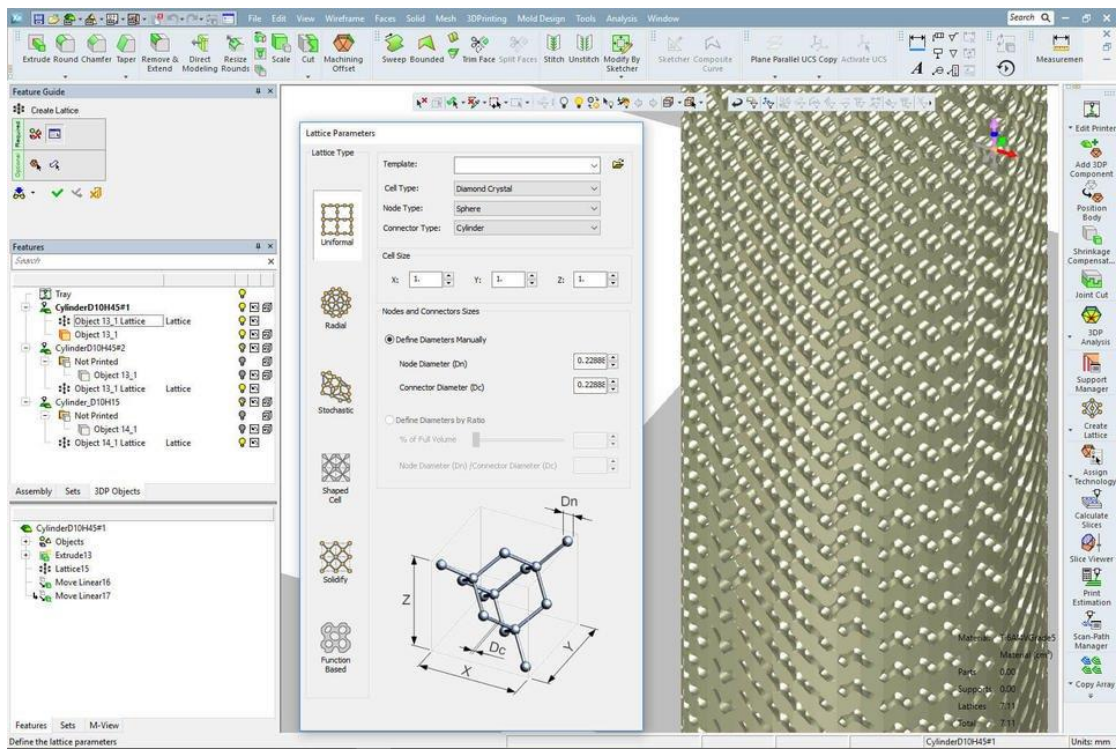 File Edit View Wireframe Faces Solid Mesh 3DPrinting Mold Design Tools Analysis Window
Search
Extrude Round Chamfer Taper Remove & Extend Direct Modeling Resize Rounds Scale Cut Machining Offset Sweep Bounded Trim Face Split Faces Stitch Unstitch Modify By Sketcher Sketcher Composite Curve Plane Parallel UCS Copy Activate UCS Measuremen
Feature Guide
Create Lattice
Required
Optional
Features
Search
Tray
CylinderD10H45#1
Object 13_1 Lattice Lattice
Object 13_1
CylinderD10H45#2
Not Printed
Object 13_1
Object 13_1 Lattice Lattice
Cylinder_D10H15
Not Printed
Object 14_1
Object 14_1 Lattice Lattice
Assembly Sets 3DP Objects
CylinderD10H45#1
Objects
Extrude13
Lattice15
Move Linear16
Move Linear17
Features Sets M-View
Define the lattice parameters
Lattice Parameters
Lattice Type
Uniformal
Radial
Stochastic
Shaped Cell
Solidify
Function Based
Template:
Cell Type: Diamond Crystal
Node Type: Sphere
Connector Type: Cylinder
Cell Size
X: 1. Y: 1. Z: 1.
Nodes and Connectors Sizes
Define Diameters Manually
Node Diameter (Dn) 0.22888
Connector Diameter (Dc) 0.22888
Define Diameters by Ratio
% of Full Volume
Node Diameter (Dn) /Connector Diameter (Dc)
Dn
Z
Dc
X
Y
Material
Material (cm³)
Parts 0.00
Supports 0.00
Lattices 7.11
Total 7.11
Edit Printer
Add 3DP Component
Position Body
Shrinkage Compensat...
Joint Cut
3DP Analysis
Support Manager
Create Lattice
Assign Technology
Calculate Slices
Slice Viewer
Print Estimation
Scan-Path Manager
Copy Array
CylinderD10H45#1
Units: mm